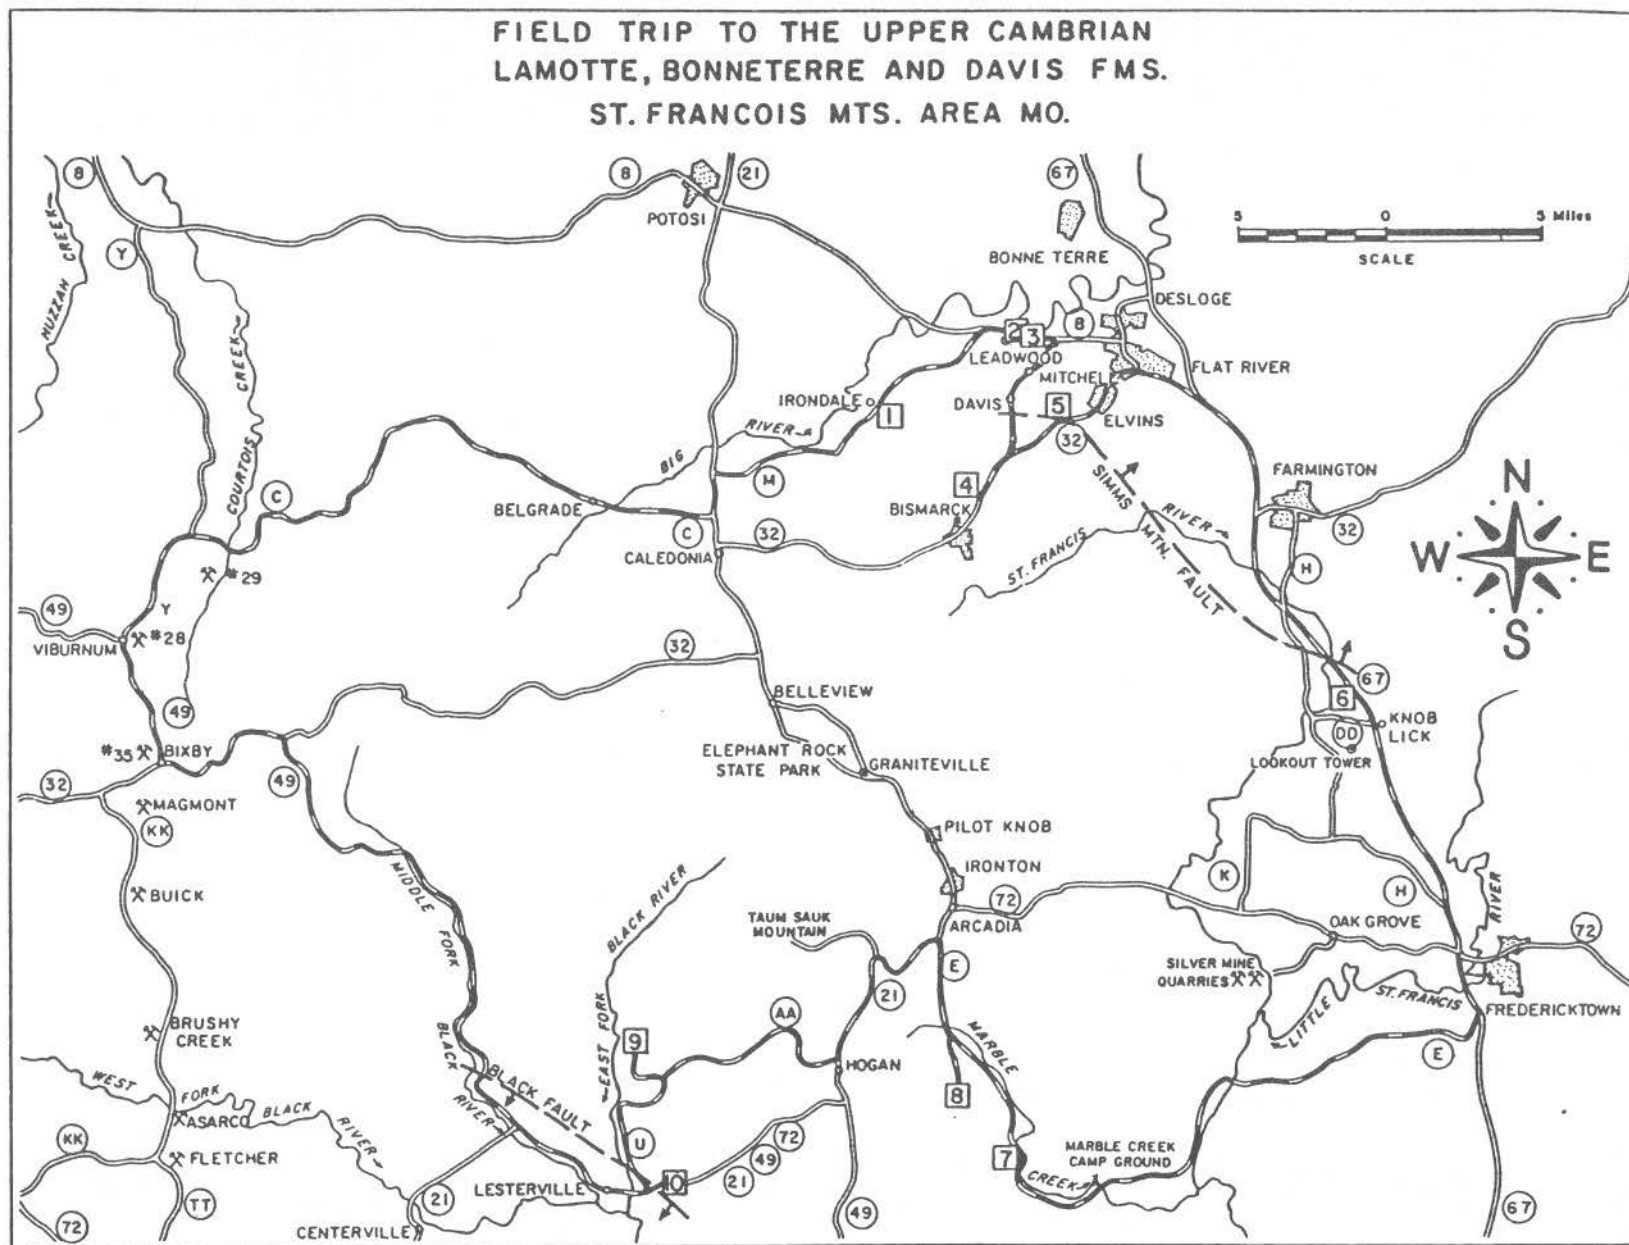 FIELD TRIP TO THE UPPER CAMBRIAN
LAMOTTE, BONNETERRE AND DAVIS FMS.
ST. FRANCOIS MTS. AREA MO.
8
8
21
67
POTOSI
HUZZAH CREEK
Y
BONNE TERRE
5 0 5 Miles
SCALE
DESLOGE
COURTOIS CREEK
2
3
8
LEADWOOD
MITCHELL
FLAT RIVER
IRONDALE
1
DAVIS
5
ELVINS
32
BIG RIVER
M
C
BELGRADE
4
BISMARCK
SIMMS MTN. FAULT
FARMINGTON
32
N
W E
S
C
32
CALEDONIA
ST. FRANCIS RIVER
H
#29
49
Y
#28
VIBURNUM
32
49
BELLEVIEW
6
67
KNOB LICK
DD
LOOKOUT TOWER
#35
BIXBY
ELEPHANT ROCK
STATE PARK
GRANITEVILLE
32
49
MAGMONT
KK
PILOT KNOB
IRONTON
MIDDLE FORK BLACK RIVER
BUICK
K
H
72
ARCADIA
OAK GROVE
RIVER
72
TAUM SAUK
MOUNTAIN
EAST FORK BLACK RIVER
E
21
SILVER MINE
QUARRIES
LITTLE ST. FRANCIS
FREDERICKTOWN
AA
BRUSHY
CREEK
9
HOGAN
MARBLE CREEK
E
BLACK FAULT
8
WEST FORK BLACK RIVER
ASARCO
KK
FLETCHER
U
72
49
21
7
MARBLE CREEK
CAMP GROUND
10
LESTERVILLE
TT
21
72
CENTERVILLE
49
67